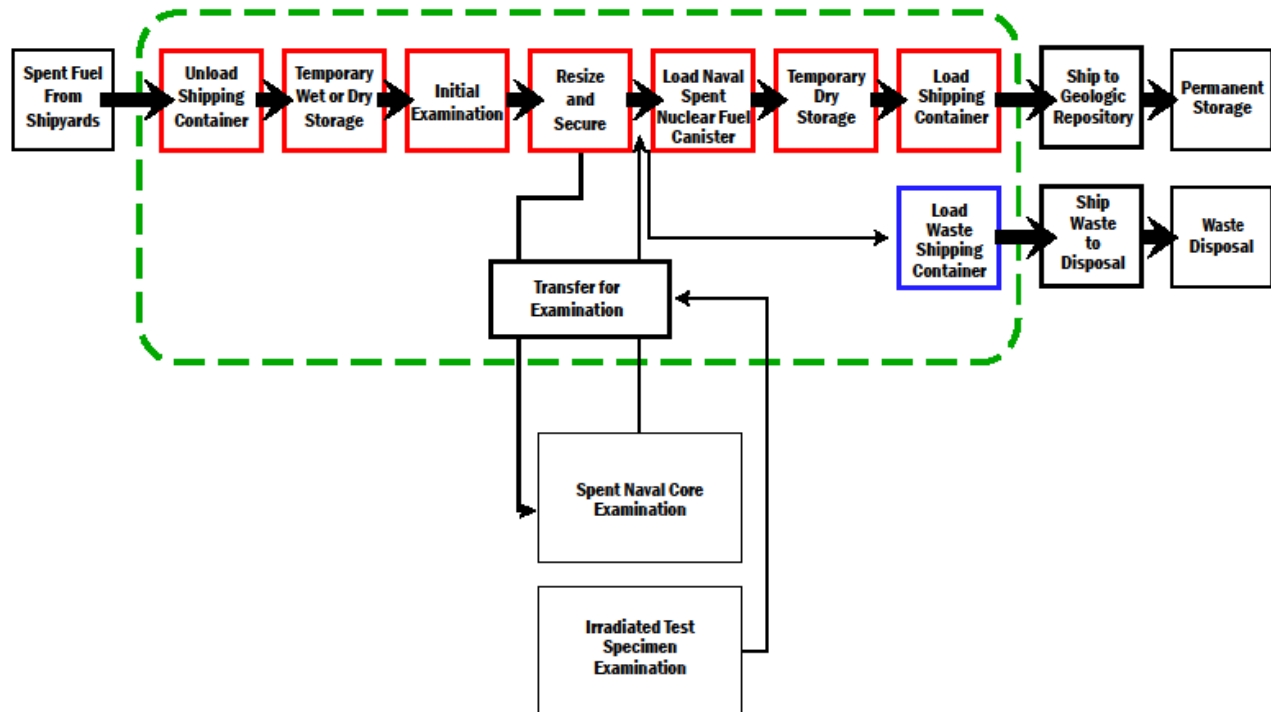 Spent Fuel
From
Shipyards
Unload
Shipping
Container
Temporary
Wet or Dry
Storage
Initial
Examination
Resize
and
Secure
Load Naval
Spent
Nuclear Fuel
Canister
Temporary
Dry
Storage
Load
Shipping
Container
Ship to
Geologic
Repository
Permanent
Storage
Load
Waste
Shipping
Container
Ship
Waste
to
Disposal
Waste
Disposal
Transfer for
Examination
Spent Naval Core
Examination
Irradiated Test
Specimen
Examination